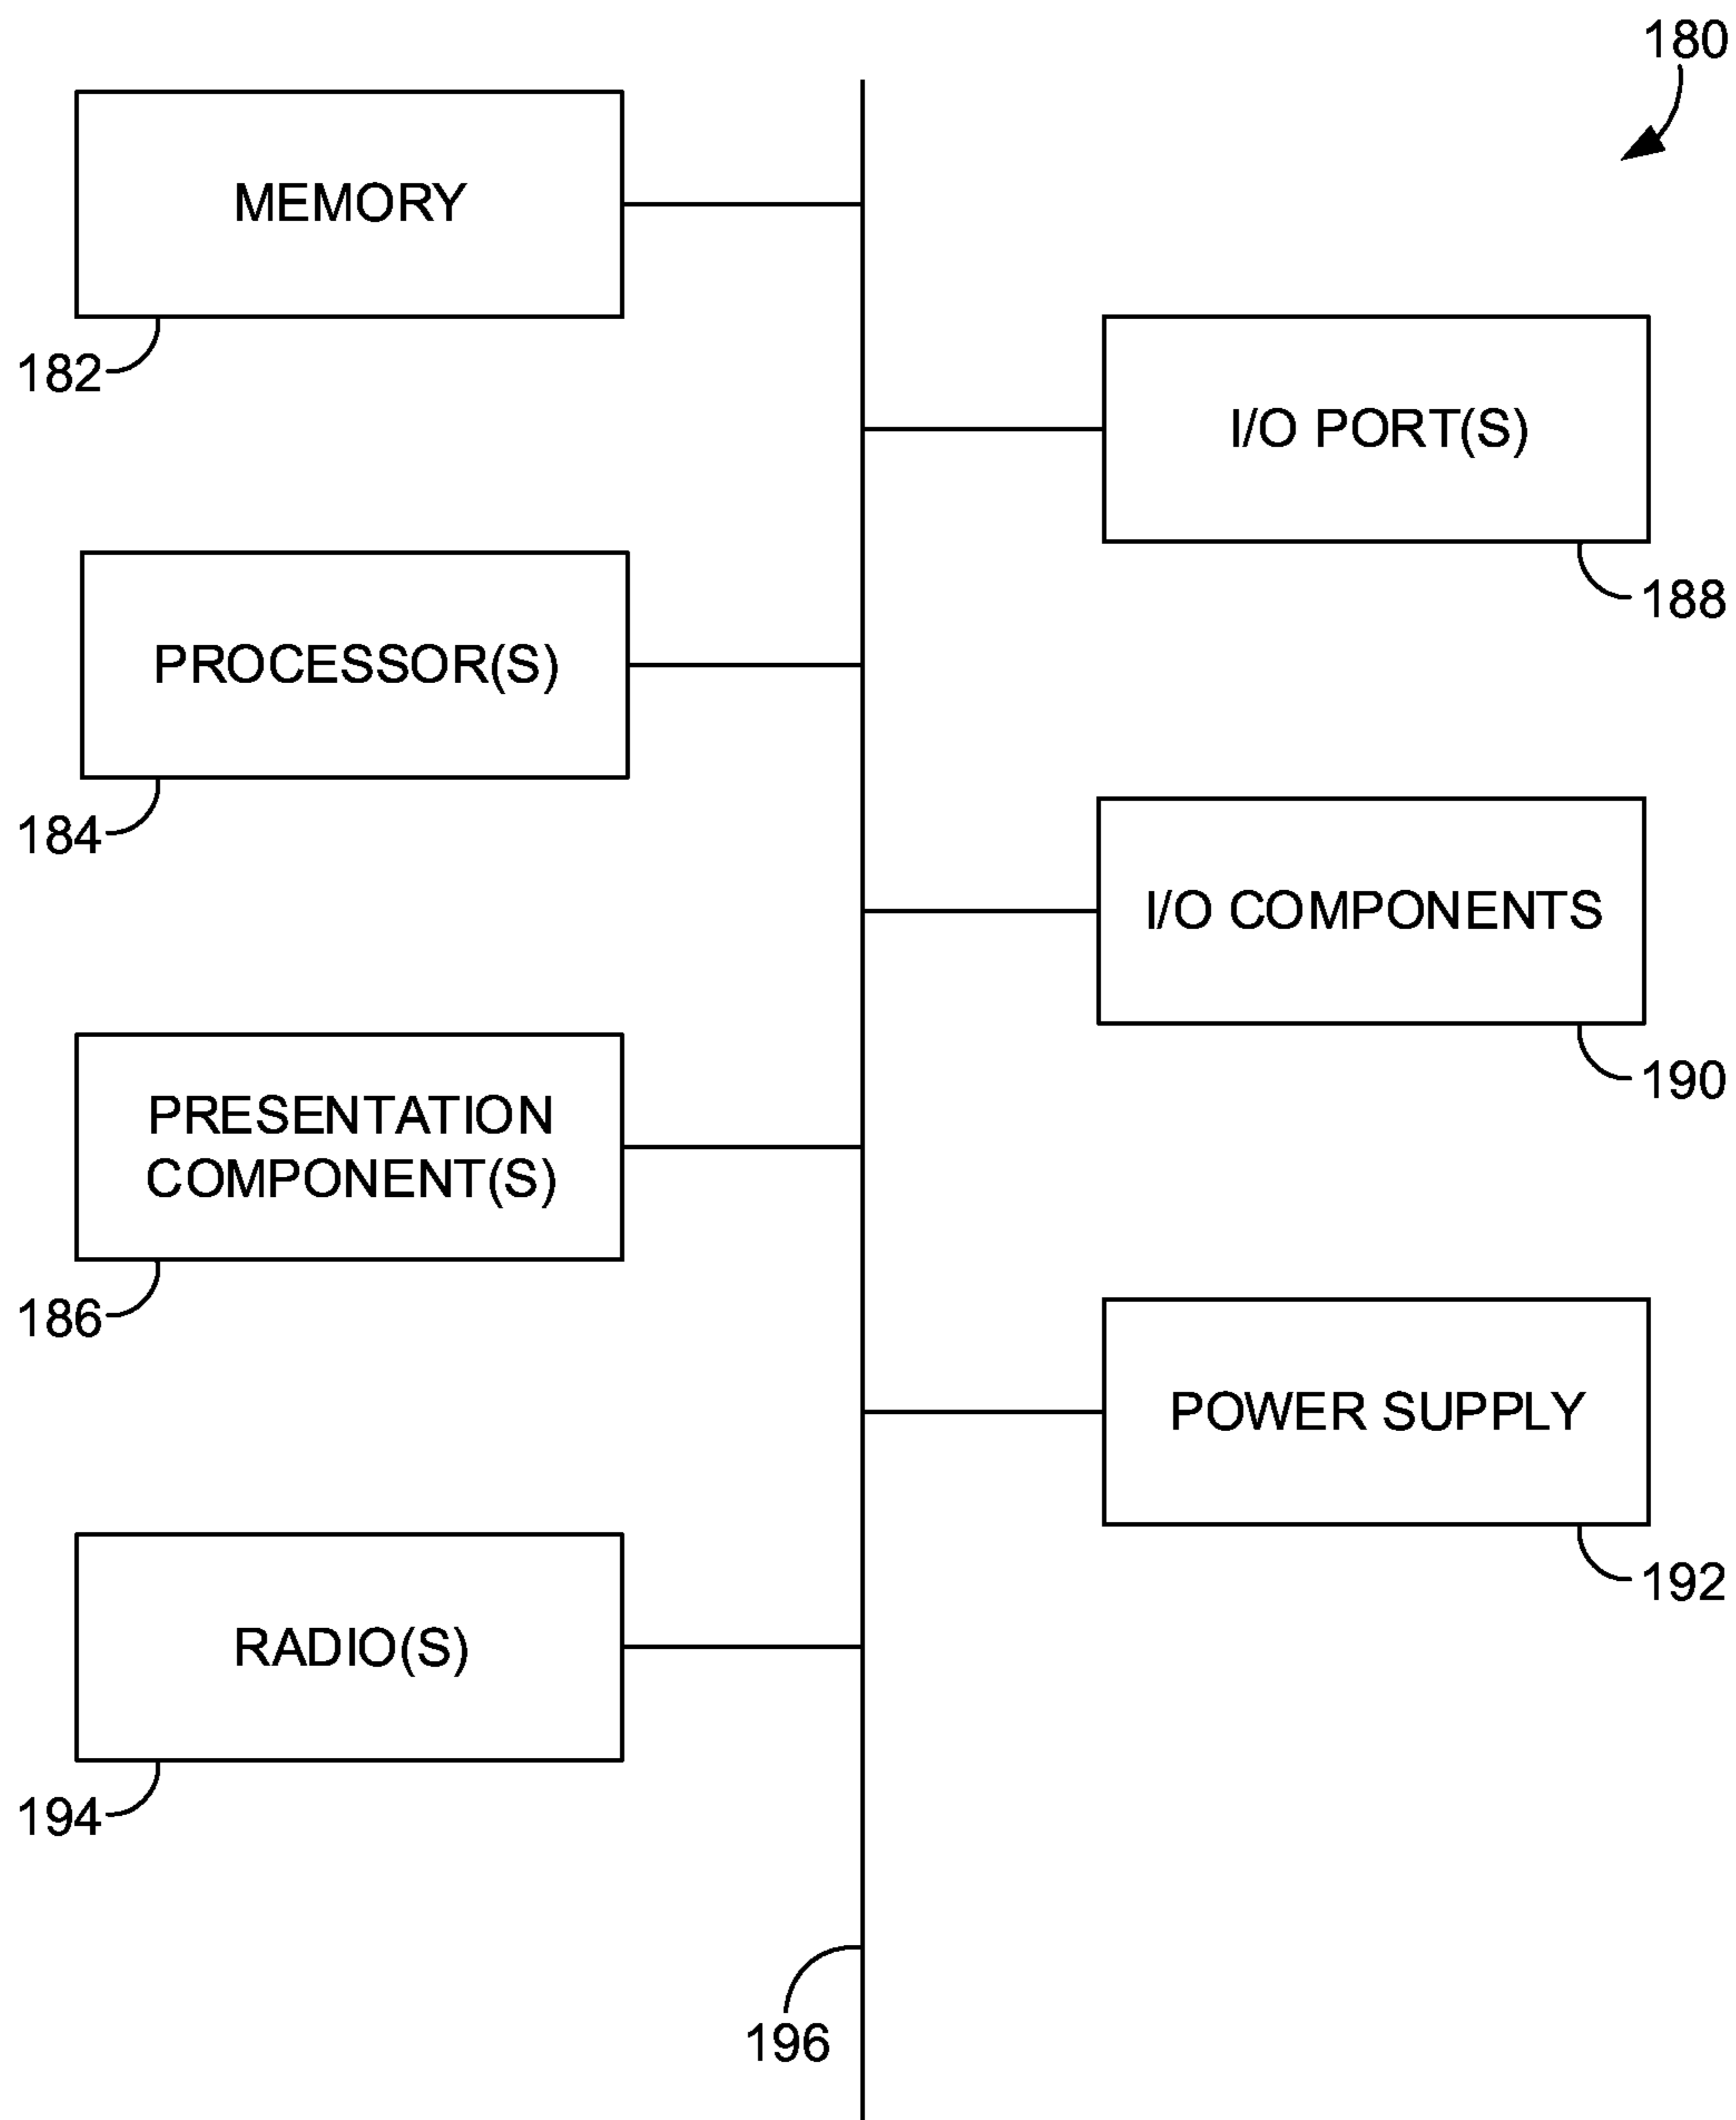 180
MEMORY
182
I/O PORT(S)
188
PROCESSOR(S)
184
I/O COMPONENTS
190
PRESENTATION
COMPONENT(S)
186
POWER SUPPLY
192
RADIO(S)
194
196